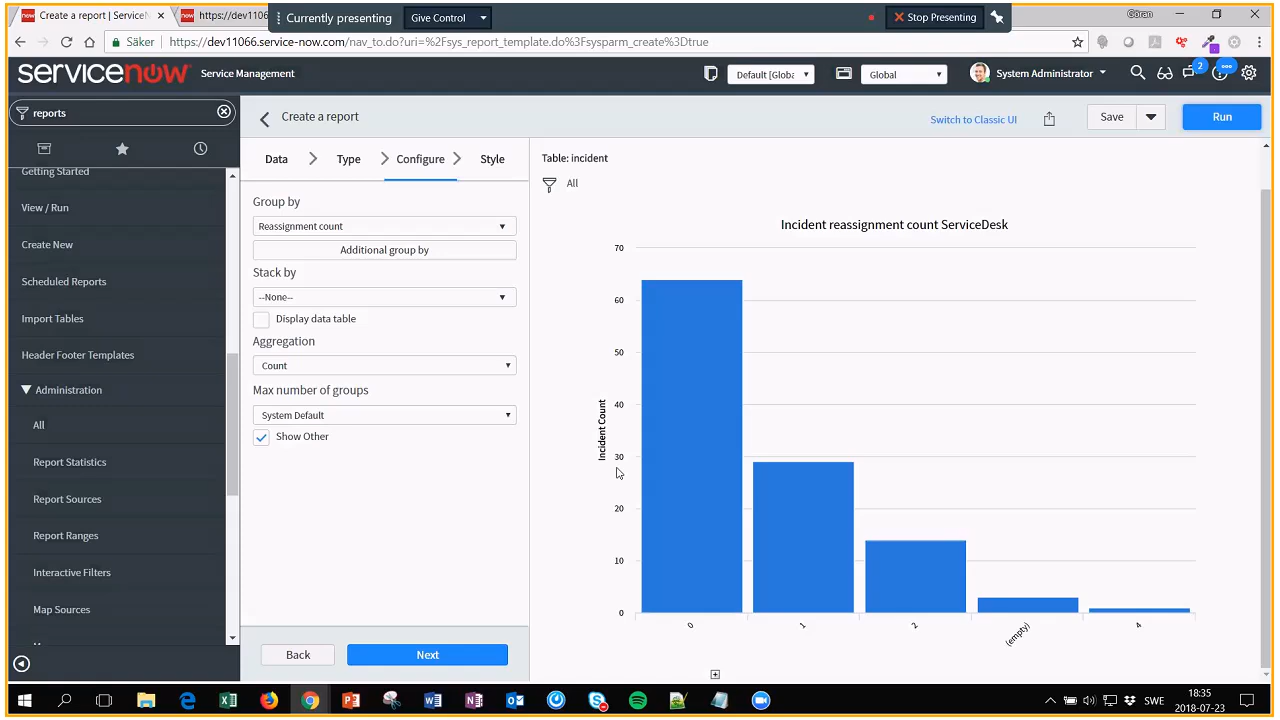 Create a report | ServiceN
https://dev11066
Currently presenting
Give Control
Stop Presenting
Göran
Säker
https://dev11066.service-now.com/nav_to.do?uri=%2Fsys_report_template.do%3Fsysparm_create%3Dtrue
servicenow
Service Management
Default [Globa
Global
System Administrator
2
reports
Create a report
Switch to Classic UI
Save
Run
Data
Type
Configure
Style
Getting Started
View / Run
Create New
Scheduled Reports
Import Tables
Header Footer Templates
Administration
All
Report Statistics
Report Sources
Report Ranges
Interactive Filters
Map Sources
Group by
Reassignment count
Additional group by
Stack by
--None--
Display data table
Aggregation
Count
Max number of groups
System Default
Show Other
Back
Next
Table: incident
All
Incident reassignment count ServiceDesk
Incident Count
70
60
50
40
30
20
10
0
0
1
2
(empty)
4
SWE
18:35
2018-07-23